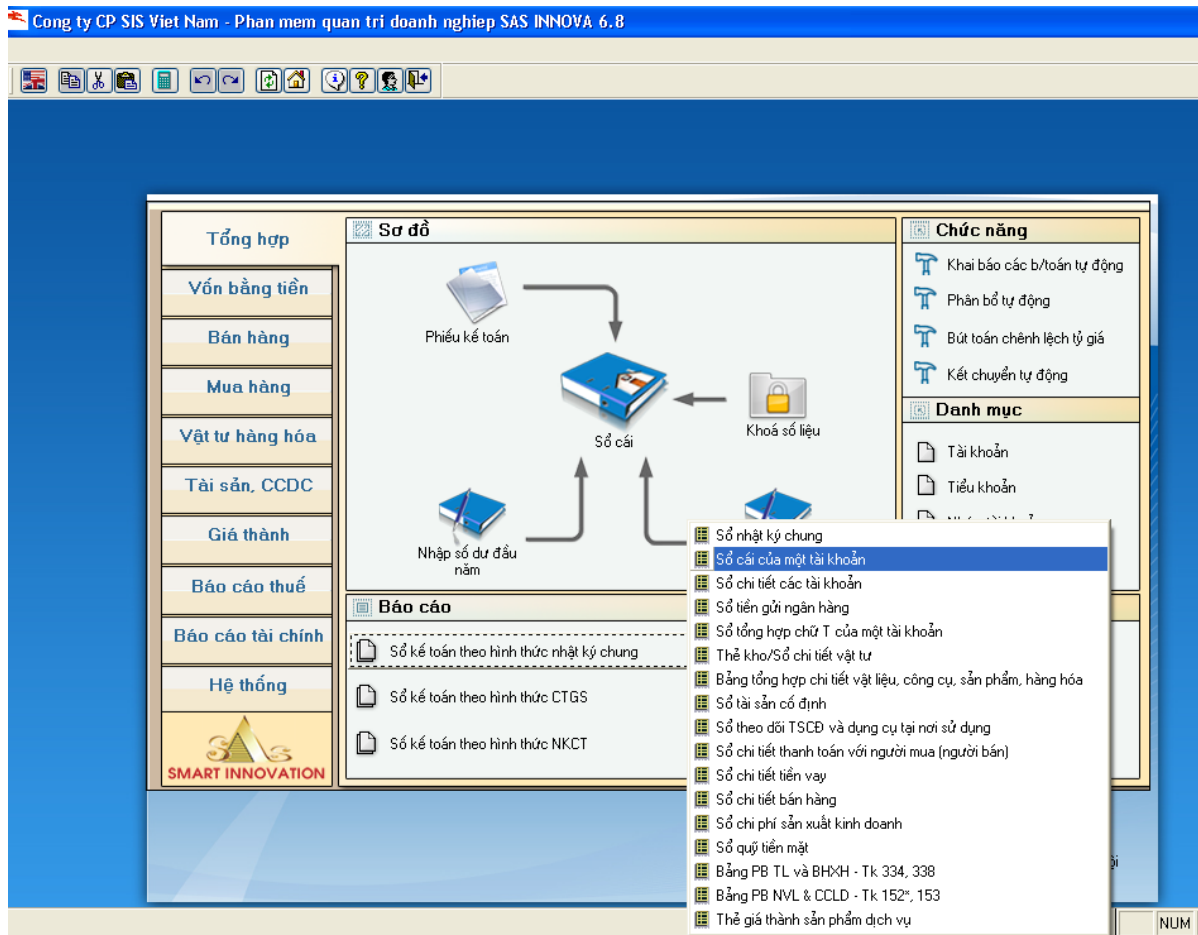 Cong ty CP SIS Viet Nam - Phan mem quan tri doanh nghiep SAS INNOVA 6.8
Tổng hợp
Vốn bằng tiền
Bán hàng
Mua hàng
Vật tư hàng hóa
Tài sản, CCDC
Giá thành
Báo cáo thuế
Báo cáo tài chính
Hệ thống
SMART INNOVATION
Sơ đồ
Phiếu kế toán
Sổ cái
Khoá số liệu
Nhập số dư đầu
năm
Báo cáo
Sổ kế toán theo hình thức nhật ký chung
Sổ kế toán theo hình thức CTGS
Số kế toán theo hình thức NKCT
Chức năng
Khai báo các b/toán tự động
Phân bổ tự động
Bút toán chênh lệch tỷ giá
Kết chuyển tự động
Danh mục
Tài khoản
Tiểu khoản
Sổ nhật ký chung
Sổ cái của một tài khoản
Sổ chi tiết các tài khoản
Sổ tiền gửi ngân hàng
Sổ tổng hợp chữ T của một tài khoản
Thẻ kho/Sổ chi tiết vật tư
Bảng tổng hợp chi tiết vật liệu, công cụ, sản phẩm, hàng hóa
Sổ tài sản cố định
Sổ theo dõi TSCĐ và dụng cụ tại nơi sử dụng
Sổ chi tiết thanh toán với người mua (người bán)
Sổ chi tiết tiền vay
Sổ chi tiết bán hàng
Sổ chi phí sản xuất kinh doanh
Sổ quỹ tiền mặt
Bảng PB TL và BHXH - Tk 334, 338
Bảng PB NVL & CCLD - Tk 152*, 153
Thẻ giá thành sản phẩm dịch vụ
NUM